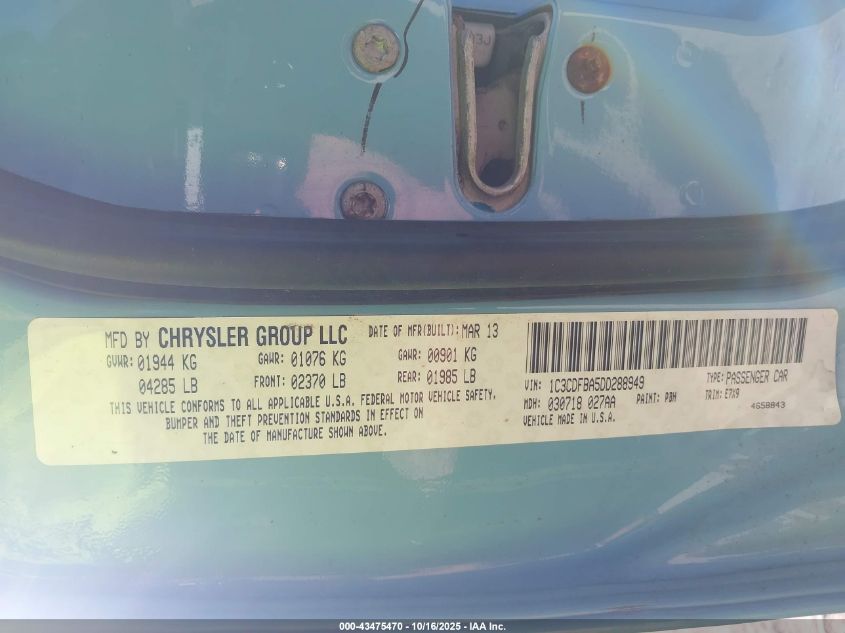 A3J
MFD BY CHRYSLER GROUP LLC DATE OF MFR(BUILT): MAR 13
GVWR: 01944 KG GAWR: 01076 KG GAWR: 00901 KG
04285 LB FRONT: 02370 LB REAR: 01985 LB
THIS VEHICLE CONFORMS TO ALL APPLICABLE U.S.A. FEDERAL MOTOR VEHICLE SAFETY,
BUMPER AND THEFT PREVENTION STANDARDS IN EFFECT ON
THE DATE OF MANUFACTURE SHOWN ABOVE.
VIN: 1C3CDFBA5DD288949 TYPE: PASSENGER CAR
MDH: 030718 027AA PAINT: PBN TRIM: E7X9
VEHICLE MADE IN U.S.A. 4658843
000-43475470 - 10/16/2025 - IAA Inc.